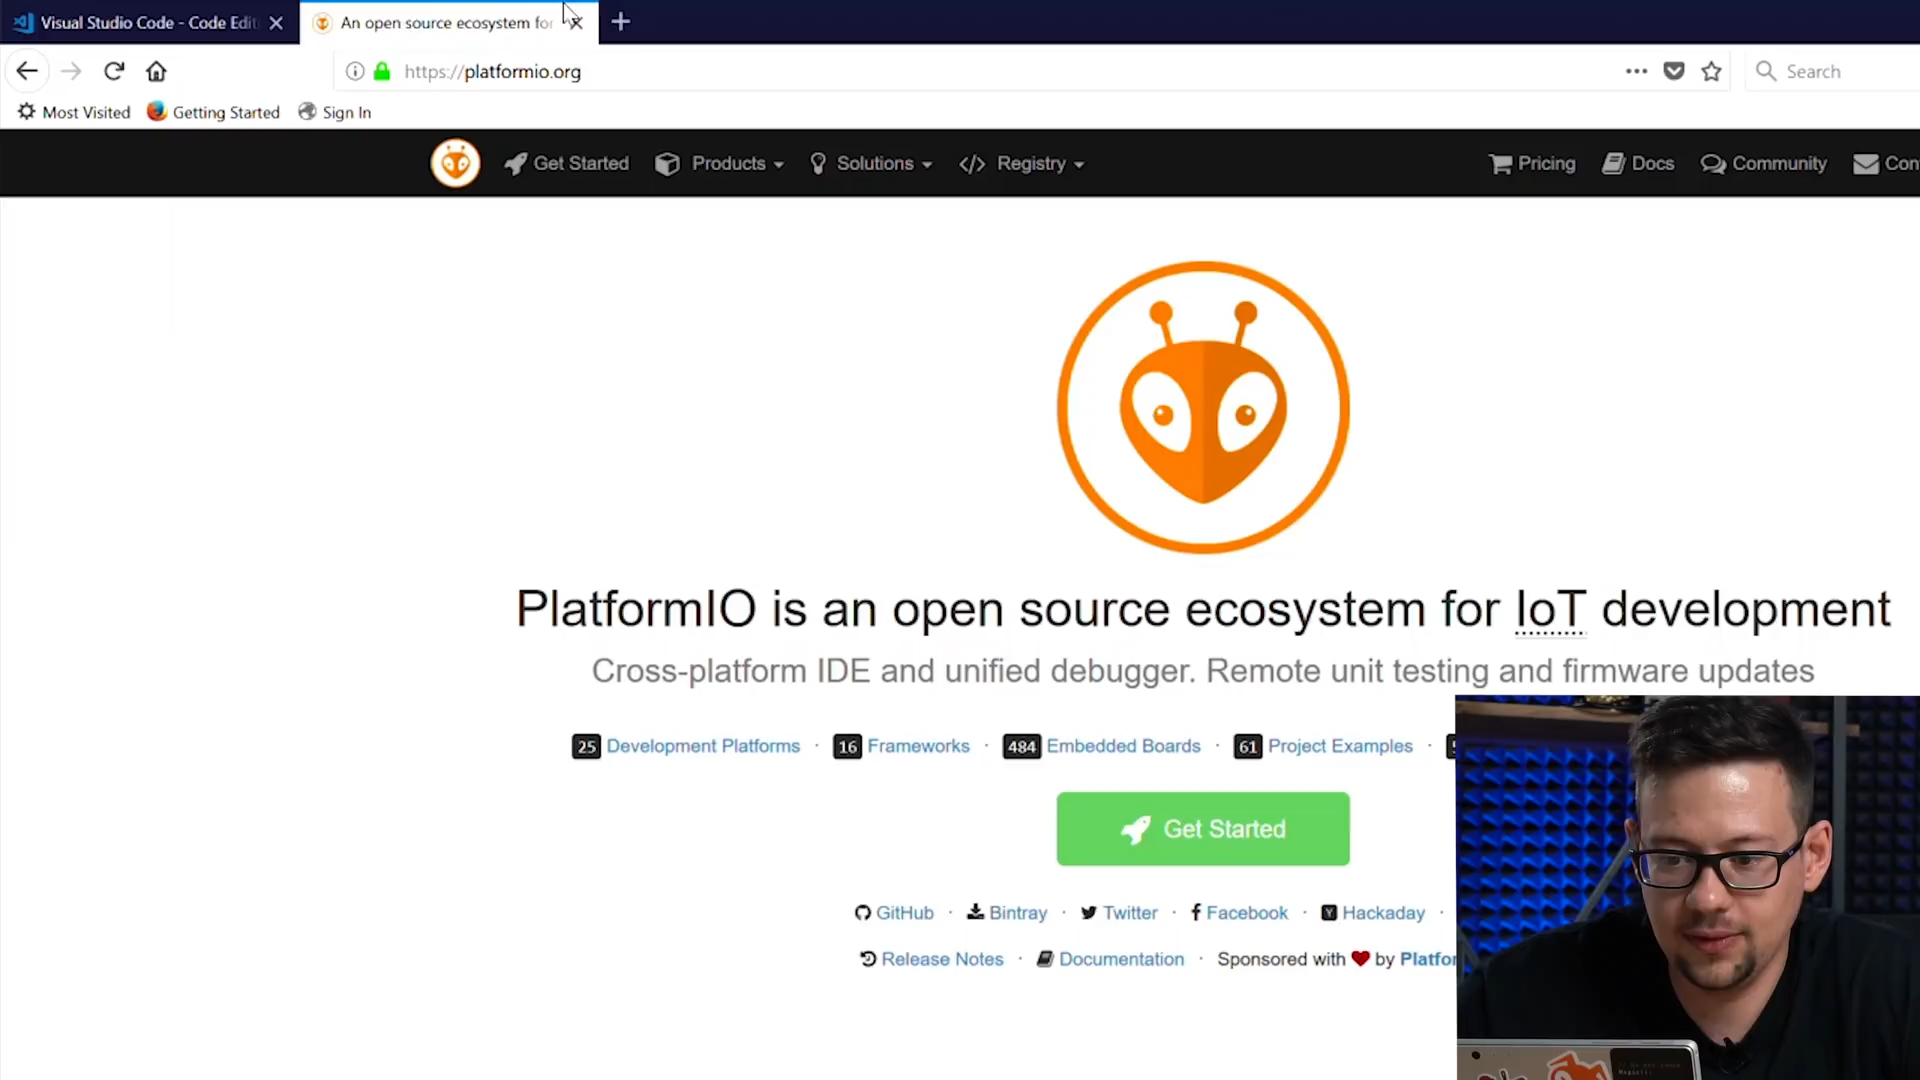 Visual Studio Code - Code Edit
An open source ecosystem for
https://platformio.org
Search
Most Visited
Getting Started
Sign In
Get Started
Products
Solutions
Registry
Pricing
Docs
Community
Con
PlatformIO is an open source ecosystem for IoT development
Cross-platform IDE and unified debugger. Remote unit testing and firmware updates
25 Development Platforms · 16 Frameworks · 484 Embedded Boards · 61 Project Examples ·
Get Started
GitHub · Bintray · Twitter · Facebook · Hackaday ·
Release Notes · Documentation · Sponsored with ❤ by Platfor